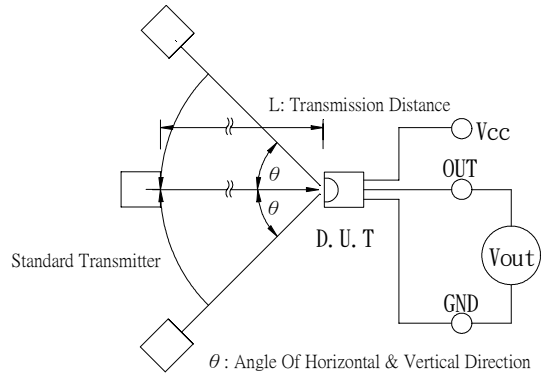 L: Transmission Distance
Vcc
OUT
θ
θ
D.U.T
Vout
Standard Transmitter
GND
θ : Angle Of Horizontal & Vertical Direction